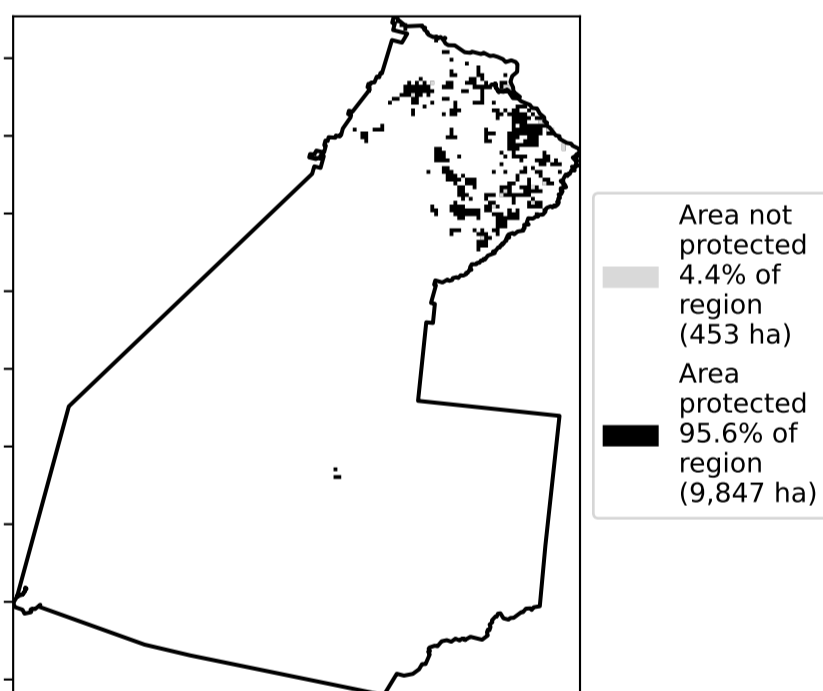 Area not
protected
4.4% of
region
(453 ha)
Area
protected
95.6% of
region
(9,847 ha)